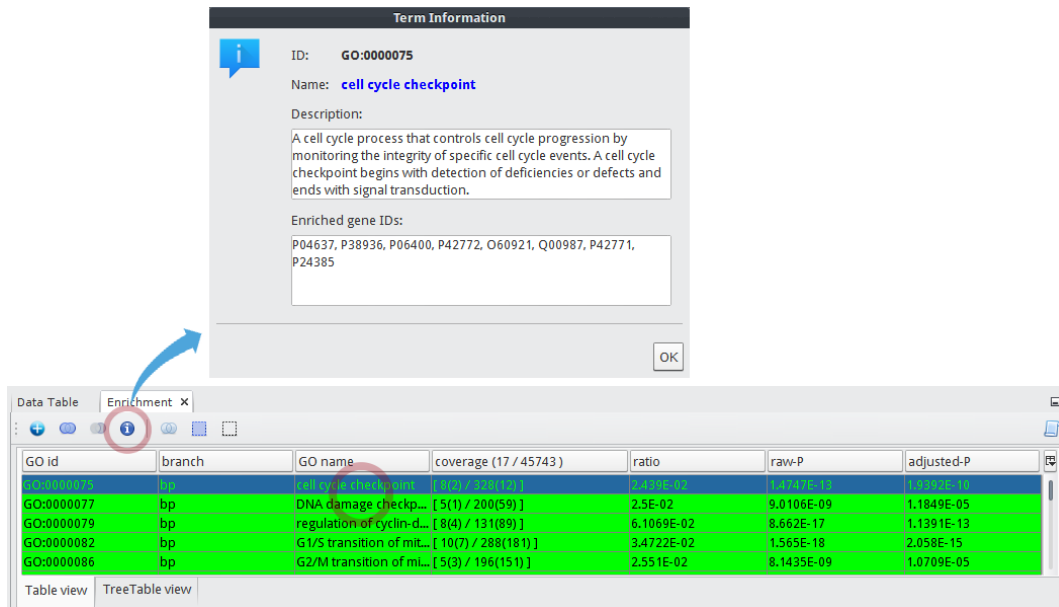 Term Information
ID: GO:0000075
Name: cell cycle checkpoint
Description:
A cell cycle process that controls cell cycle progression by
monitoring the integrity of specific cell cycle events. A cell cycle
checkpoint begins with detection of deficiencies or defects and
ends with signal transduction.
Enriched gene IDs:
P04637, P38936, P06400, P42772, O60921, Q00987, P42771,
P24385
OK
Data Table Enrichment
GO id branch GO name coverage (17 / 45743 ) ratio raw-P adjusted-P
GO:0000075 bp cell cycle checkpoint [ 8(2) / 328(12) ] 2.439E-02 1.4747E-13 1.9392E-10
GO:0000077 bp DNA damage checkp... [ 5(1) / 200(59) ] 2.5E-02 9.0106E-09 1.1849E-05
GO:0000079 bp regulation of cyclin-d... [ 8(4) / 131(89) ] 6.1069E-02 8.662E-17 1.1391E-13
GO:0000082 bp G1/S transition of mit... [ 10(7) / 288(181) ] 3.4722E-02 1.565E-18 2.058E-15
GO:0000086 bp G2/M transition of mi... [ 5(3) / 196(151) ] 2.551E-02 8.1435E-09 1.0709E-05
Table view TreeTable view